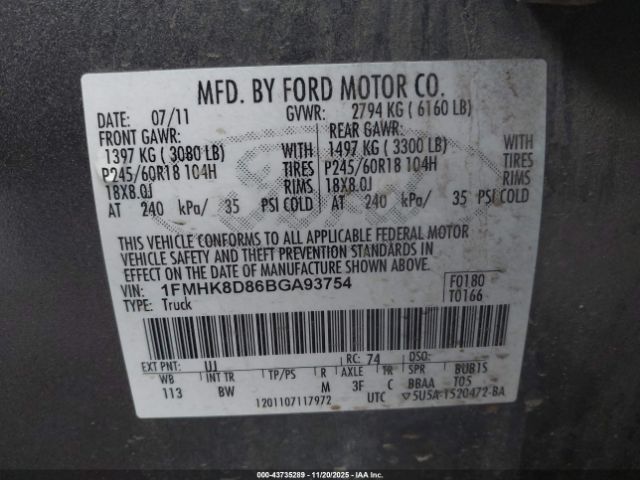 MFD. BY FORD MOTOR CO.
DATE: 07/11 GVWR: 2794 KG ( 6160 LB)
FRONT GAWR: REAR GAWR:
1397 KG ( 3080 LB) WITH 1497 KG ( 3300 LB) WITH
P245/60R18 104H TIRES P245/60R18 104H TIRES
18X8.0J RIMS 18X8.0J RIMS
AT 240 kPa/ 35 PSI COLD AT 240 kPa/ 35 PSI COLD
THIS VEHICLE CONFORMS TO ALL APPLICABLE FEDERAL MOTOR
VEHICLE SAFETY AND THEFT PREVENTION STANDARDS IN
EFFECT ON THE DATE OF MANUFACTURE SHOWN ABOVE.
VIN: 1FMHK8D86BGA93754 F0180
TYPE: Truck T0166
EXT PNT: UJ RC: 74 DSO:
WB INT TR TP/PS R AXLE TR SPR BUB1S
113 BW M 3F C BBAA T05
1201107117972 UTC ▽5U5A-1520472-BA
Ford
000-43735289 - 11/20/2025 - IAAI.COM